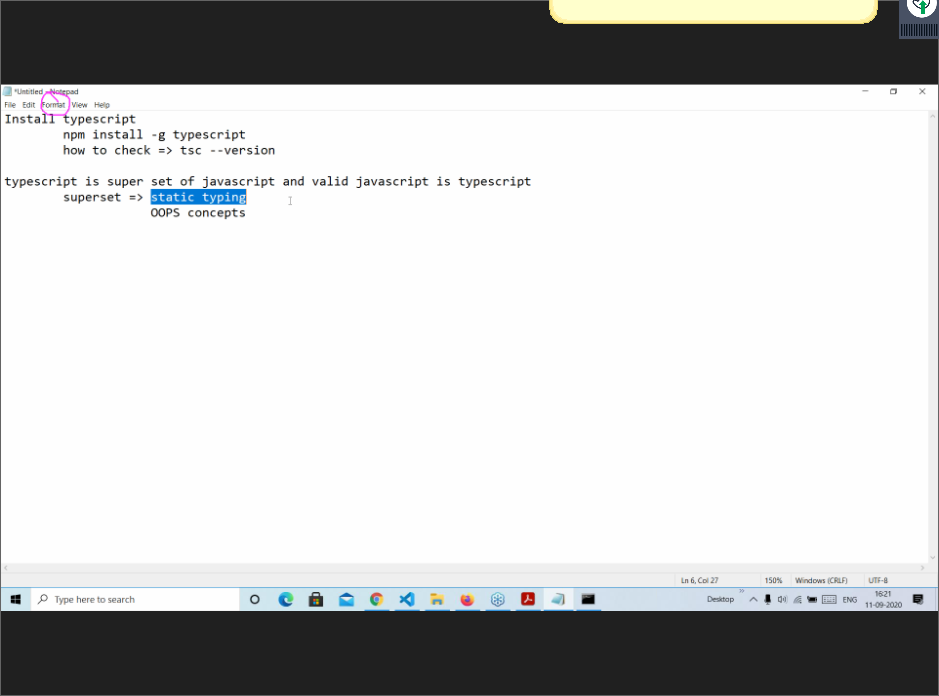 *Untitled - Notepad
File Edit Format View Help
Install typescript
npm install -g typescript
how to check => tsc --version
typescript is super set of javascript and valid javascript is typescript
superset => static typing
OOPS concepts
Ln 6, Col 27 150% Windows (CRLF) UTF-8
Type here to search
Desktop
ENG
16:21
11-09-2020